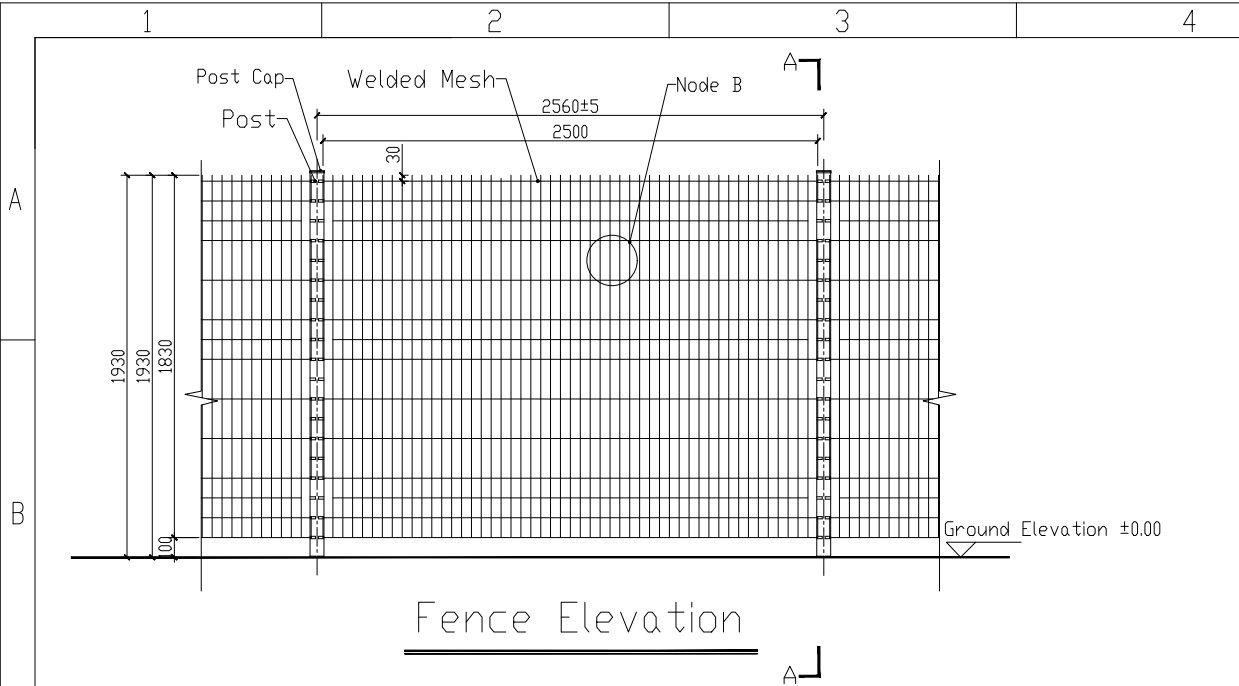 1
2
3
4
A
Post Cap
Welded Mesh
Node B
A
Post
2560±5
2500
30
A
1930
1930
1830
B
100
Ground Elevation ±0.00
Fence Elevation
A